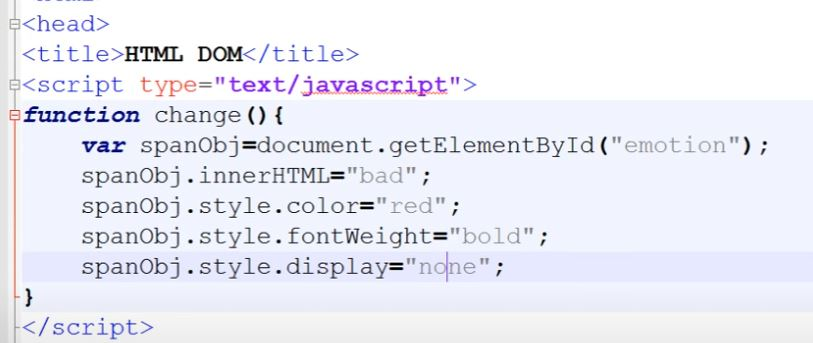 <head>
<title>HTML DOM</title>
<script type="text/javascript">
function change(){
    var spanObj=document.getElementById("emotion");
    spanObj.innerHTML="bad";
    spanObj.style.color="red";
    spanObj.style.fontWeight="bold";
    spanObj.style.display="none";
}
</script>